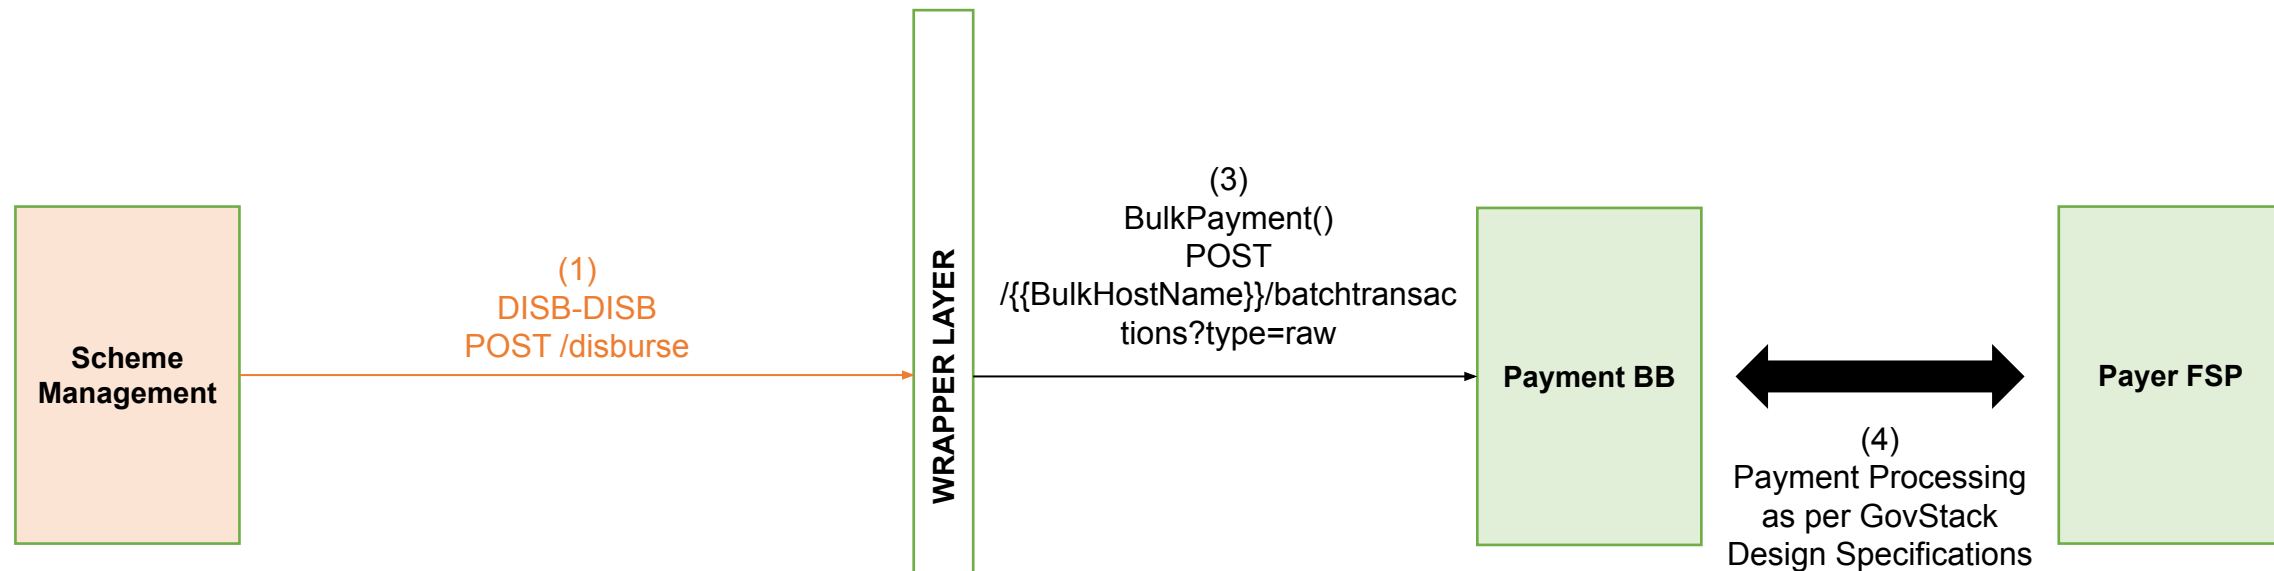 Scheme
Management
(1)
DISB-DISB
POST /disburse
WRAPPER LAYER
(3)
BulkPayment()
POST
/{{BulkHostName}}/batchtransac
tions?type=raw
Payment BB
(4)
Payment Processing
as per GovStack
Design Specifications
Payer FSP